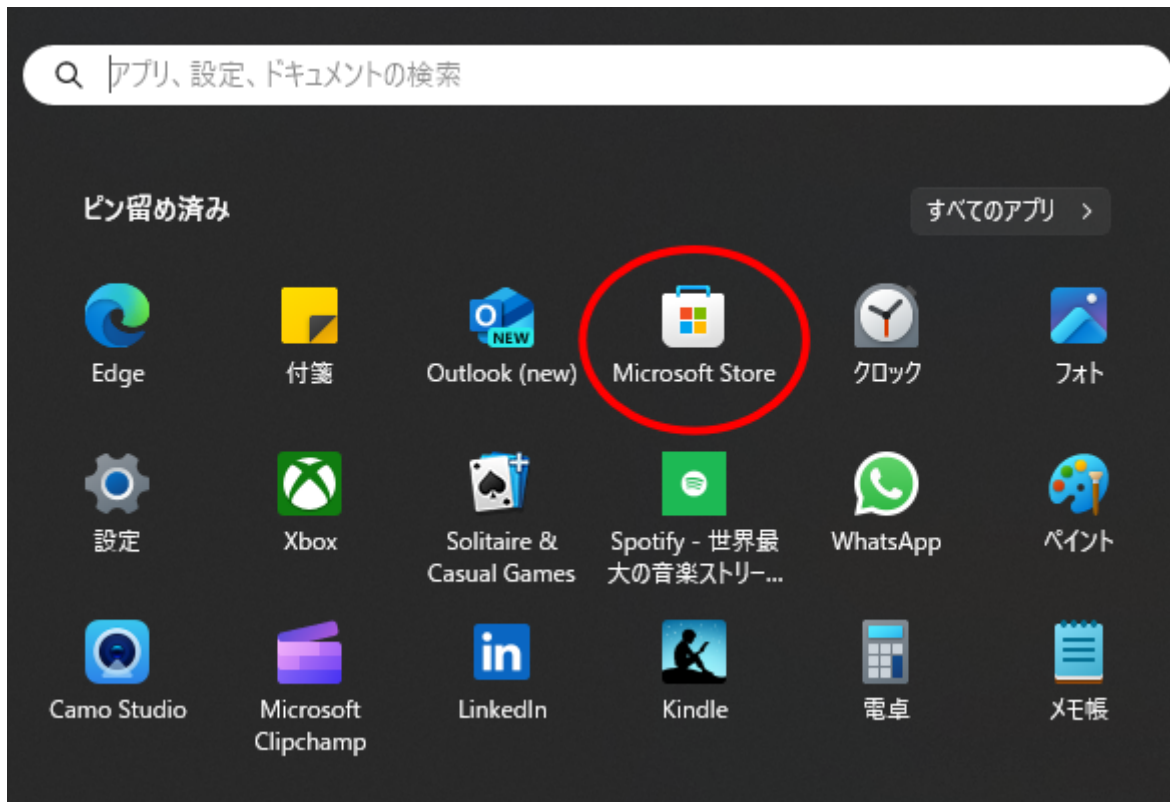 アプリ、設定、ドキュメントの検索
ピン留め済み
すべてのアプリ >
Edge
付箋
Outlook (new)
Microsoft Store
クロック
フォト
設定
Xbox
Solitaire &
Casual Games
Spotify - 世界最
大の音楽ストリー...
WhatsApp
ペイント
Camo Studio
Microsoft
Clipchamp
LinkedIn
Kindle
電卓
メモ帳
O
NEW
in